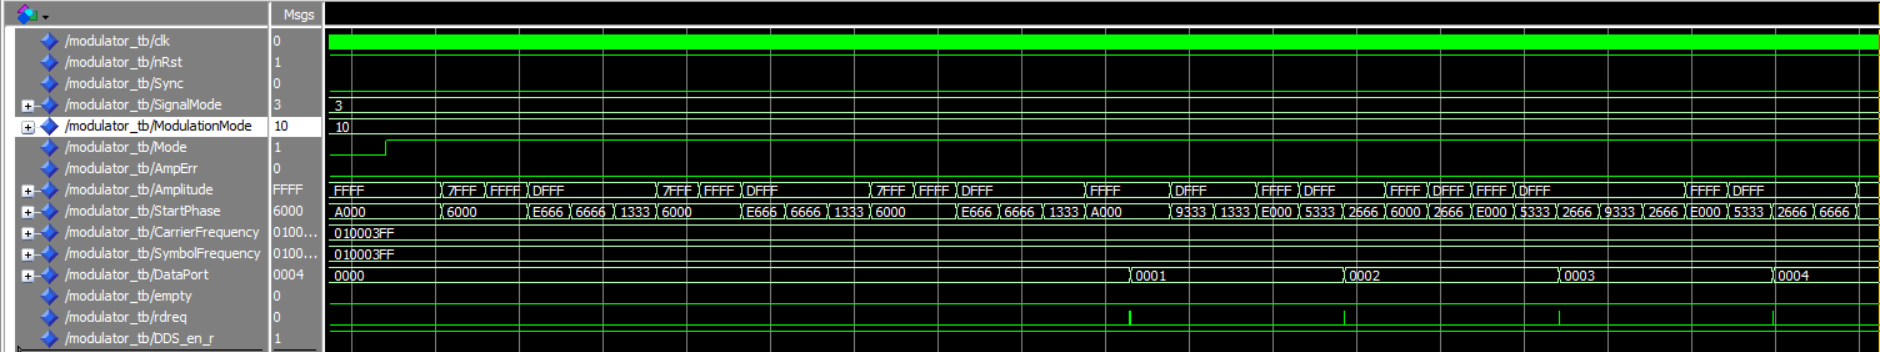 Msgs
/modulator_tb/clk 0
/modulator_tb/nRst 1
/modulator_tb/Sync 0
/modulator_tb/SignalMode 3 3
/modulator_tb/ModulationMode 10 10
/modulator_tb/Mode 1
/modulator_tb/AmpErr 0
/modulator_tb/Amplitude FFFF FFFF 7FFF FFFF DFFF 7FFF FFFF DFFF 7FFF FFFF DFFF FFFF DFFF FFFF DFFF FFFF DFFF FFFF DFFF FFFF DFFF
/modulator_tb/StartPhase 6000 A000 6000 E666 6666 1333 6000 E666 6666 1333 6000 E666 6666 1333 A000 9333 1333 E000 5333 2666 6000 2666 E000 5333 2666 9333 2666 E000 5333 2666 6666
/modulator_tb/CarrierFrequency 0100... 010003FF
/modulator_tb/SymbolFrequency 0100... 010003FF
/modulator_tb/DataPort 0004 0000 0001 0002 0003 0004
/modulator_tb/empty 0
/modulator_tb/rdreq 0
/modulator_tb/DDS_en_r 1